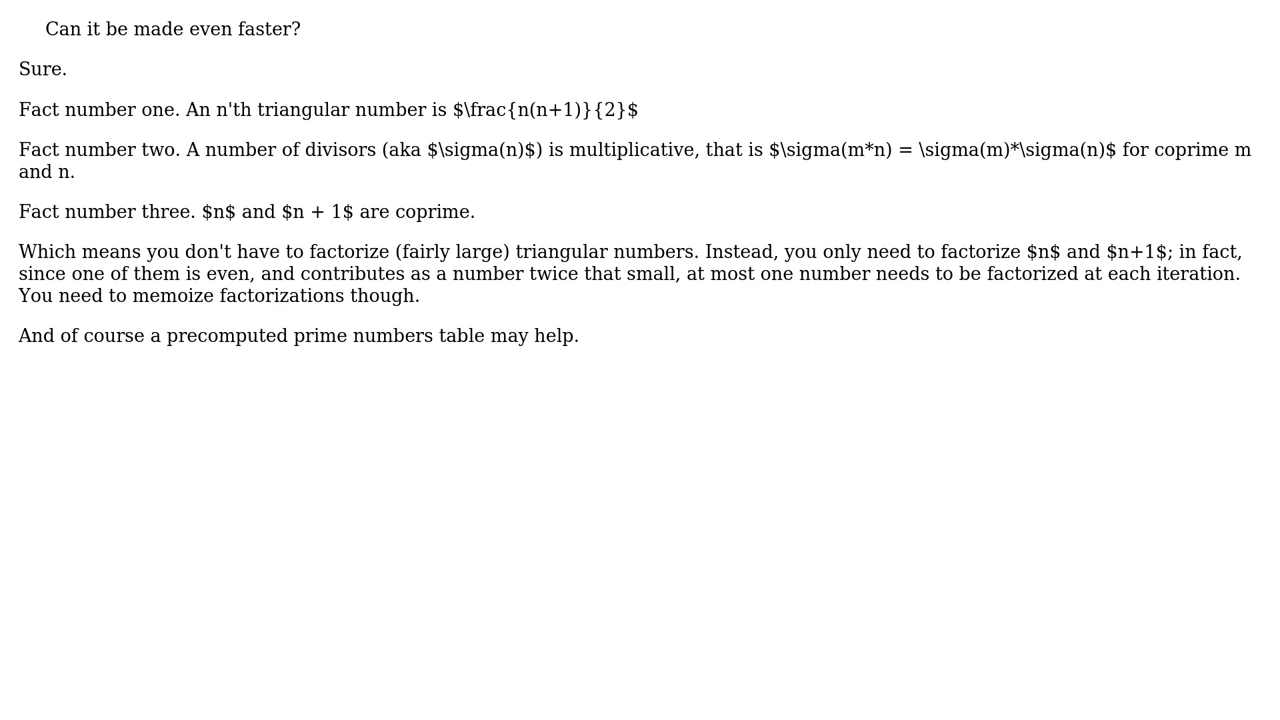 Can it be made even faster?
Sure.
Fact number one. An n'th triangular number is $\frac{n(n+1)}{2}$
Fact number two. A number of divisors (aka $\sigma(n)$) is multiplicative, that is $\sigma(m*n) = \sigma(m)*\sigma(n)$ for coprime m
and n.
Fact number three. $n$ and $n + 1$ are coprime.
Which means you don't have to factorize (fairly large) triangular numbers. Instead, you only need to factorize $n$ and $n+1$; in fact,
since one of them is even, and contributes as a number twice that small, at most one number needs to be factorized at each iteration.
You need to memoize factorizations though.
And of course a precomputed prime numbers table may help.